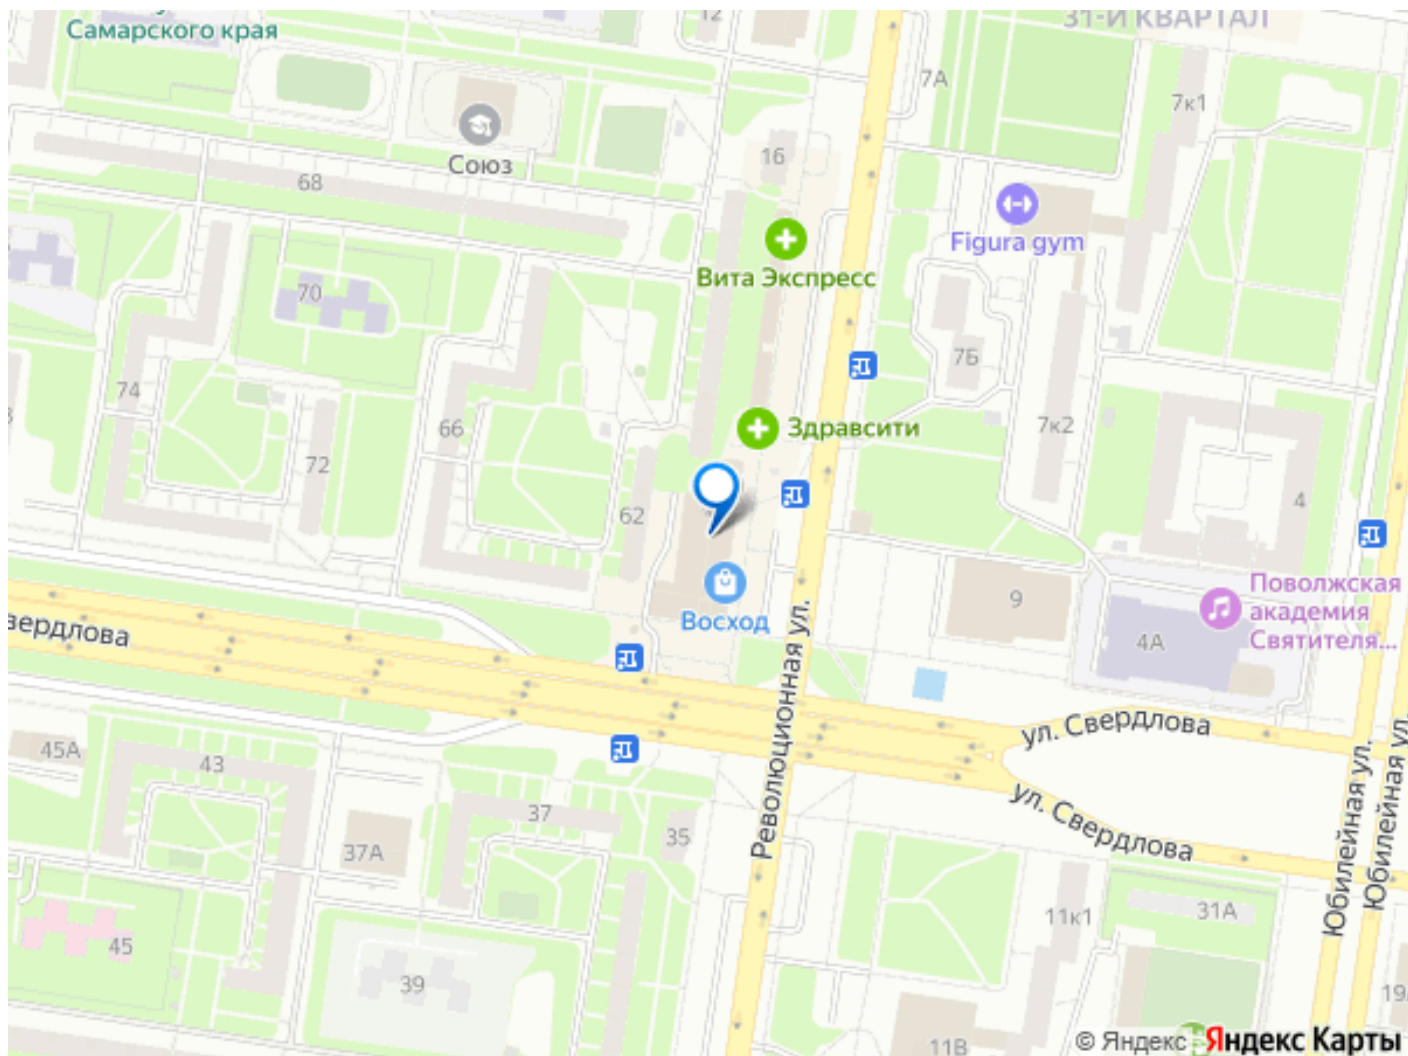 Самарского края
12
31-Й КВАРТАЛ
7А
7к1
Союз
16
68
Figura gym
Вита Экспресс
70
7Б
74
66
Здравсити
7к2
72
62
4
9
Восход
Поволжская
академия
Святителя...
4А
вердлова
Революционная ул.
ул. Свердлова
ул. Свердлова
Юбилейная ул.
Юбилейная ул.
45А
43
37
35
37А
31А
11к1
45
39
19
11В
© Яндекс
Яндекс Карты